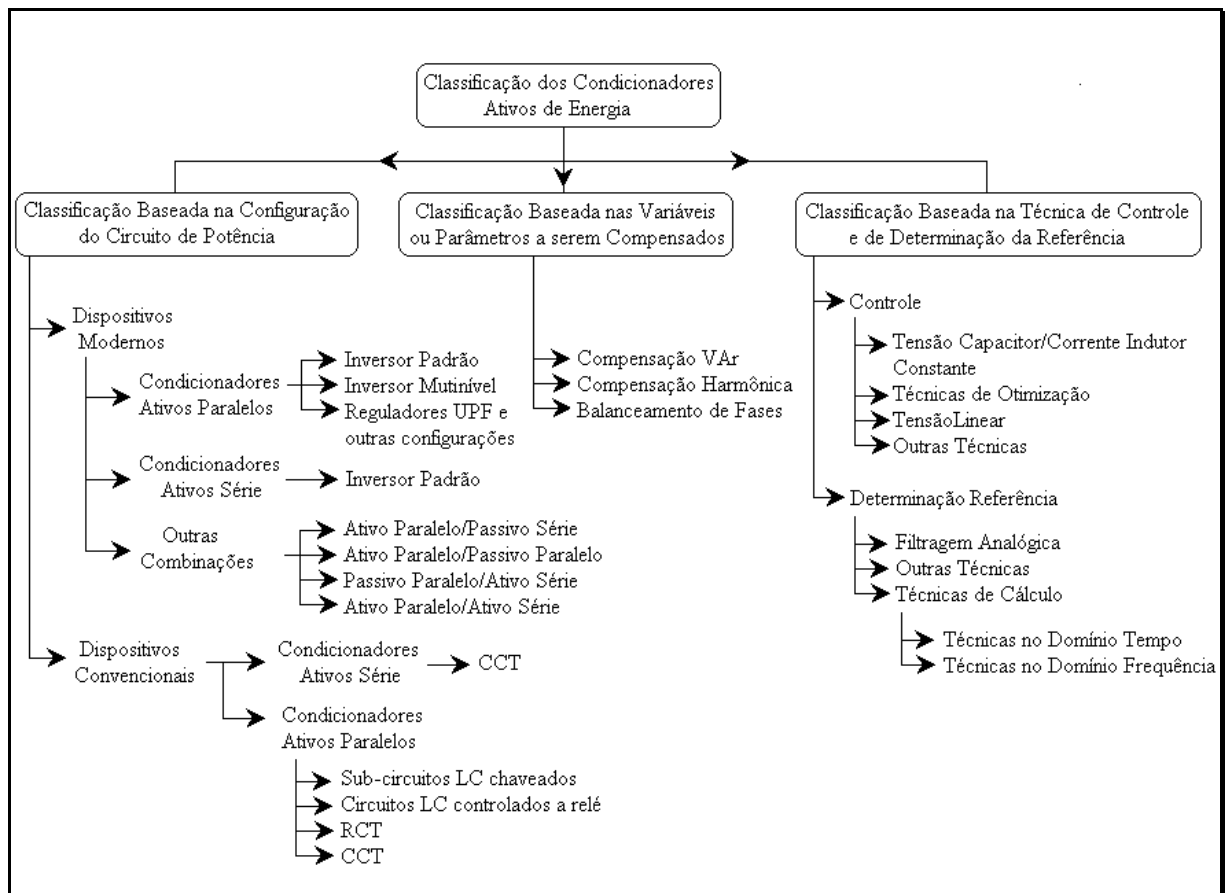 Classificação dos Condicionadores
Ativos de Energia
Classificação Baseada na Configuração
do Circuito de Potência
Dispositivos
Modernos
Condicionadores
Ativos Paralelos
Inversor Padrão
Inversor Mutinível
Reguladores UPF e
outras configurações
Condicionadores
Ativos Série
Inversor Padrão
Outras
Combinações
Ativo Paralelo/Passivo Série
Ativo Paralelo/Passivo Paralelo
Passivo Paralelo/Ativo Série
Ativo Paralelo/Ativo Série
Dispositivos
Convencionais
Condicionadores
Ativos Série
CCT
Condicionadores
Ativos Paralelos
Sub-circuitos LC chaveados
Circuitos LC controlados a relé
RCT
CCT
Classificação Baseada nas Variáveis
ou Parâmetros a serem Compensados
Compensação VAr
Compensação Harmônica
Balanceamento de Fases
Classificação Baseada na Técnica de Controle
e de Determinação da Referência
Controle
Tensão Capacitor/Corrente Indutor
Constante
Técnicas de Otimização
TensãoLinear
Outras Técnicas
Determinação Referência
Filtragem Analógica
Outras Técnicas
Técnicas de Cálculo
Técnicas no Domínio Tempo
Técnicas no Domínio Frequência